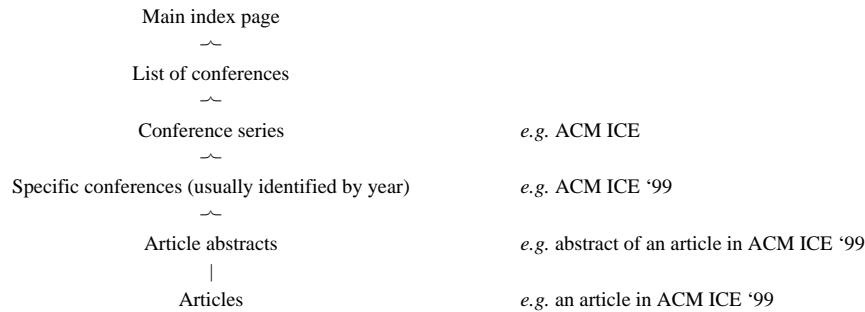 Main index page
List of conferences
Conference series e.g. ACM ICE
Specific conferences (usually identified by year) e.g. ACM ICE ‘99
Article abstracts e.g. abstract of an article in ACM ICE ‘99
Articles e.g. an article in ACM ICE ‘99